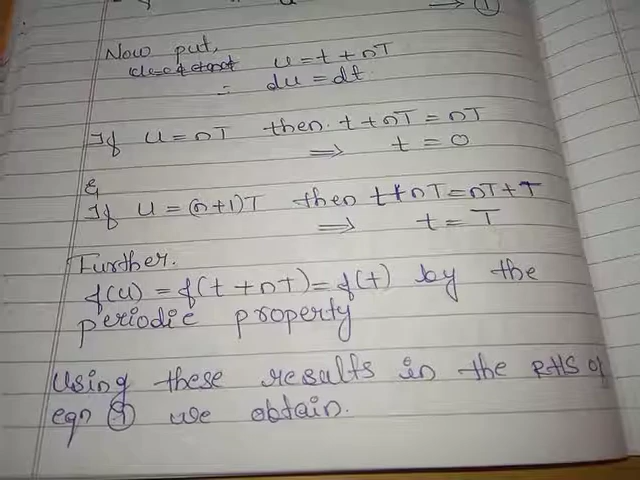 → ①
Now put,
u = t + nT
∴ du = dt
If u = nT then. t + nT = nT
⇒ t = 0
&
If u = (n+1)T then t + nT = nT + T
⇒ t = T
Further.
f(u) = f(t + nT) = f(t) by the
periodic property
Using these results in the RHS of
eqn ① we obtain.